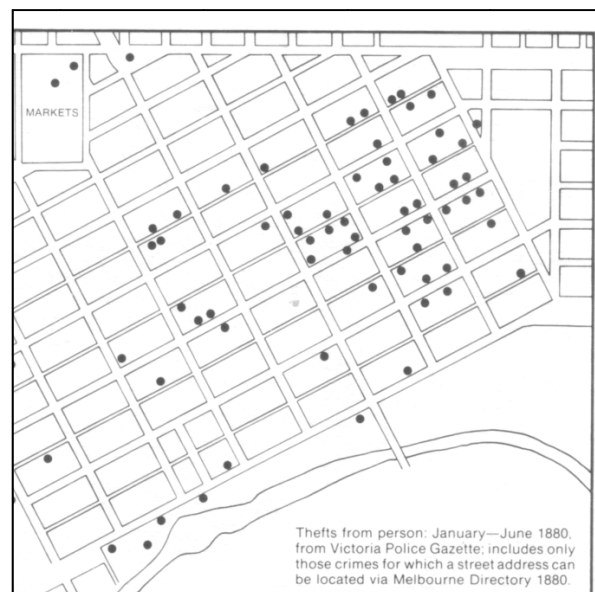 MARKETS
Thefts from person: January—June 1880,
from Victoria Police Gazette; includes only
those crimes for which a street address can
be located via Melbourne Directory 1880.